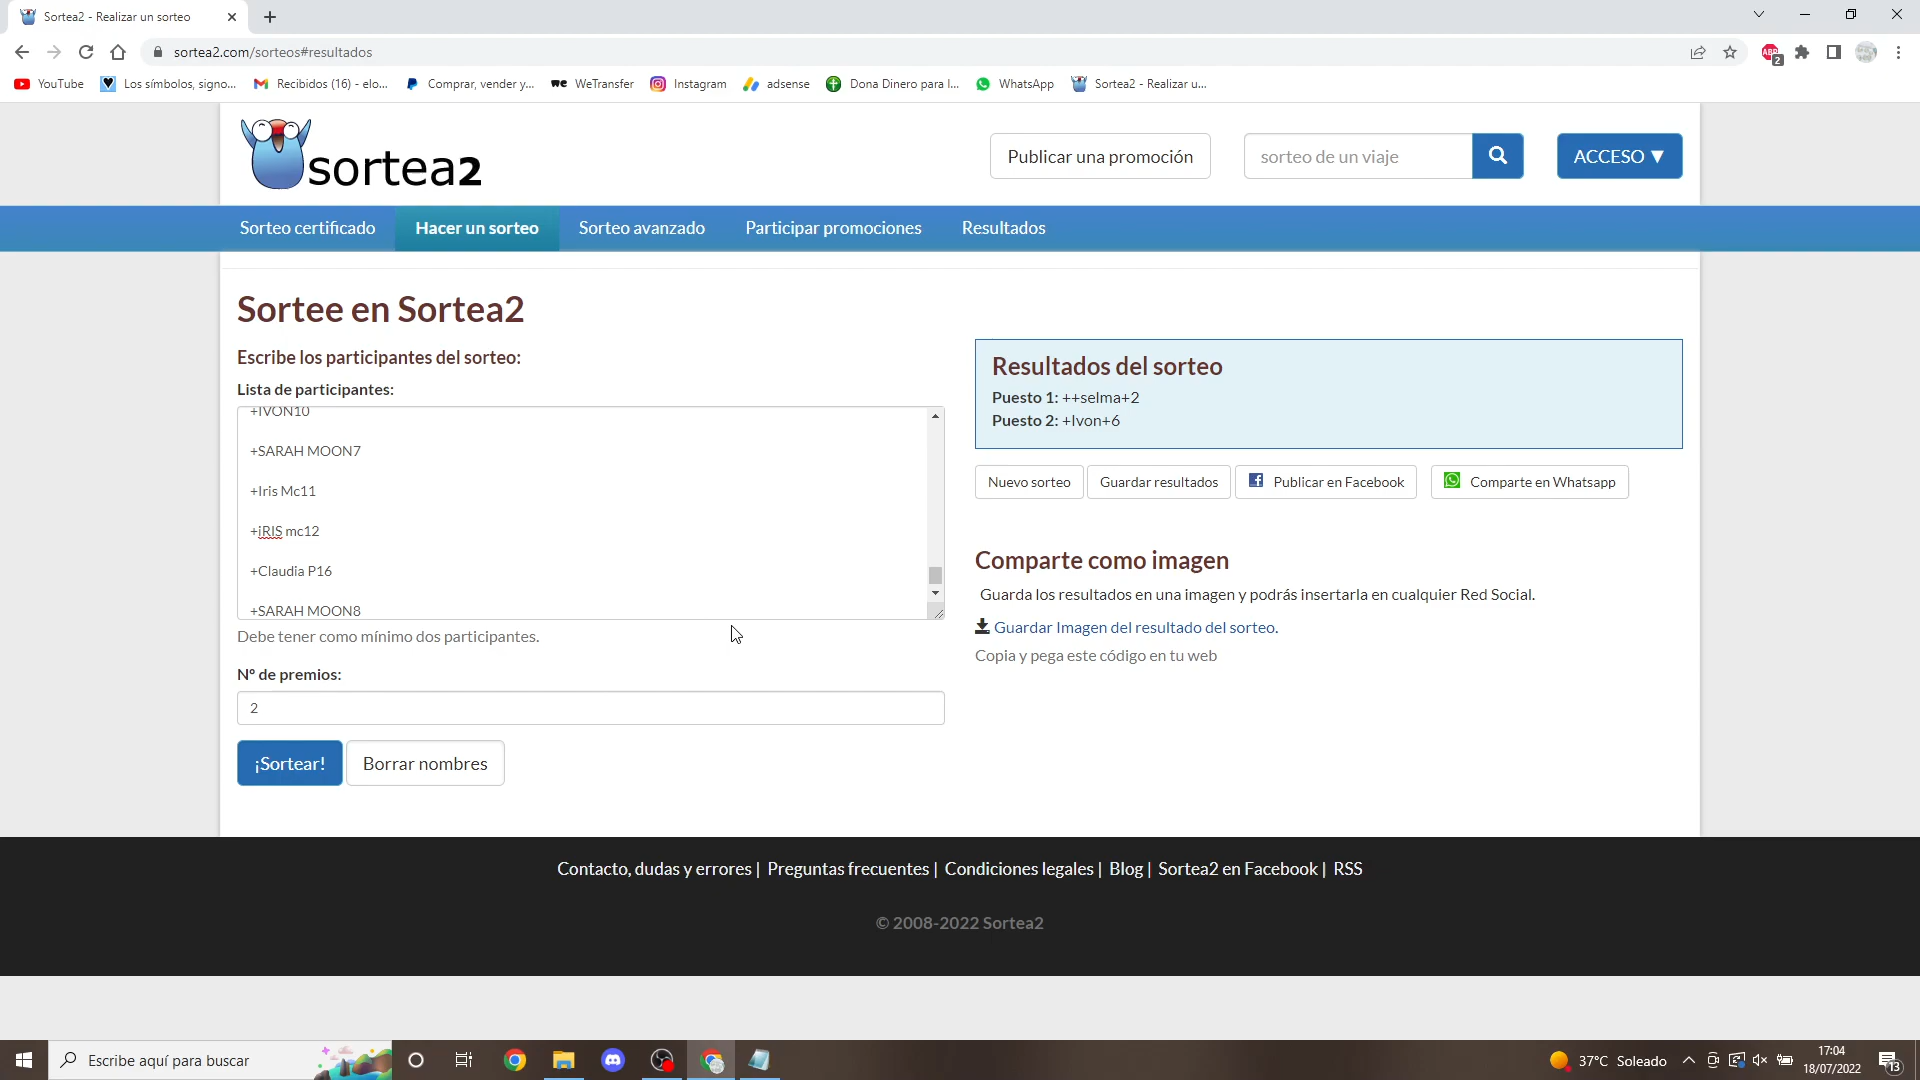 Sortea2 - Realizar un sorteo
sortea2.com/sorteos#resultados
2
YouTube
Los símbolos, signo...
Recibidos (16) - elo...
Comprar, vender y...
WeTransfer
Instagram
adsense
Dona Dinero para l...
WhatsApp
Sortea2 - Realizar u...
sortea2
Publicar una promoción
sorteo de un viaje
ACCESO ▼
Sorteo certificado
Hacer un sorteo
Sorteo avanzado
Participar promociones
Resultados
Sortee en Sortea2
Escribe los participantes del sorteo:
Lista de participantes:
+IVON10
+SARAH MOON7
+Iris Mc11
+iRIS mc12
+Claudia P16
+SARAH MOON8
Debe tener como mínimo dos participantes.
Nº de premios:
2
¡Sortear!
Borrar nombres
Resultados del sorteo
Puesto 1: ++selma+2
Puesto 2: +Ivon+6
Nuevo sorteo
Guardar resultados
Publicar en Facebook
Comparte en Whatsapp
Comparte como imagen
Guarda los resultados en una imagen y podrás insertarla en cualquier Red Social.
Guardar Imagen del resultado del sorteo.
Copia y pega este código en tu web
Contacto, dudas y errores | Preguntas frecuentes | Condiciones legales | Blog | Sortea2 en Facebook | RSS
© 2008-2022 Sortea2
Escribe aquí para buscar
37°C Soleado
17:04
18/07/2022
13